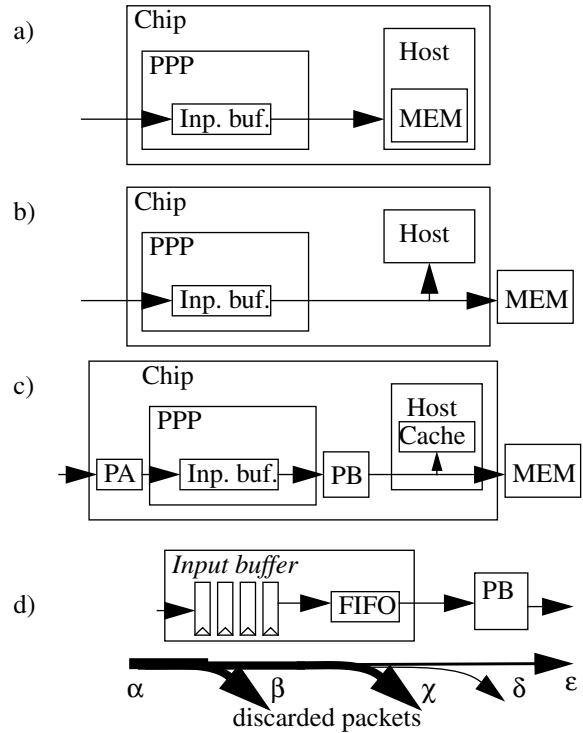 a)
Chip
PPP
Inp. buf.
Host
MEM
b)
Chip
PPP
Inp. buf.
Host
MEM
c)
Chip
PPP
Host
Cache
PA
Inp. buf.
PB
MEM
d)
Input buffer
FIFO
PB
α
β
χ
δ
ε
discarded packets